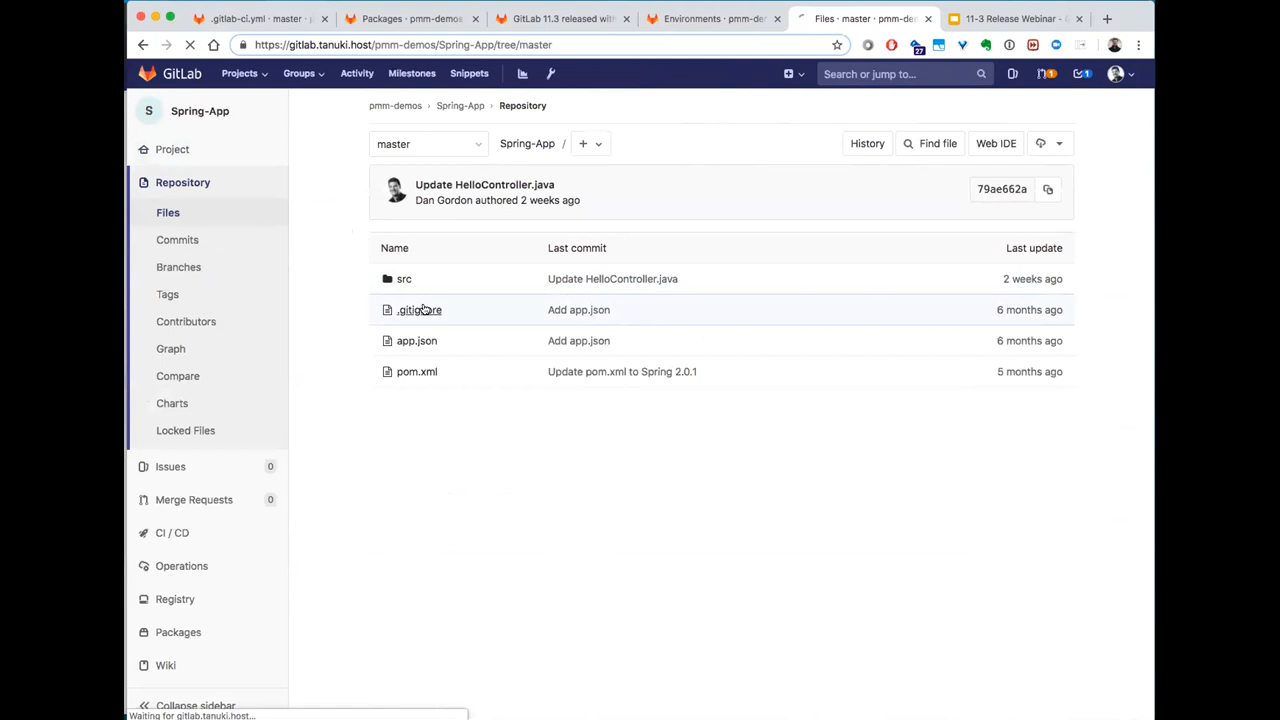 .gitlab-ci.yml · master · p
Packages · pmm-demos
GitLab 11.3 released with
Environments · pmm-de
Files · master · pmm-dem
11-3 Release Webinar - G
https://gitlab.tanuki.host/pmm-demos/Spring-App/tree/master
27
GitLab
Projects
Groups
Activity
Milestones
Snippets
Search or jump to...
1
1
S
Spring-App
pmm-demos
Spring-App
Repository
Project
master
Spring-App /
+
History
Find file
Web IDE
Repository
Update HelloController.java
Dan Gordon authored 2 weeks ago
79ae662a
Files
Commits
Branches
Tags
Contributors
Graph
Compare
Charts
Locked Files
Name
Last commit
Last update
src
Update HelloController.java
2 weeks ago
.gitignore
Add app.json
6 months ago
app.json
Add app.json
6 months ago
pom.xml
Update pom.xml to Spring 2.0.1
5 months ago
Issues
0
Merge Requests
0
CI / CD
Operations
Registry
Packages
Wiki
Collapse sidebar
Waiting for gitlab.tanuki.host...